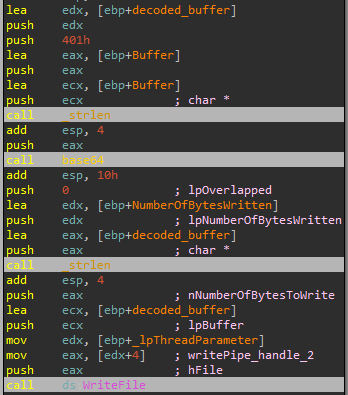 lea edx, [ebp+decoded_buffer]
push edx
push 401h
lea eax, [ebp+Buffer]
push eax
lea ecx, [ebp+Buffer]
push ecx ; char *
call _strlen
add esp, 4
push eax
call base64
add esp, 10h
push 0 ; lpOverlapped
lea edx, [ebp+NumberOfBytesWritten]
push edx ; lpNumberOfBytesWritten
lea eax, [ebp+decoded_buffer]
push eax ; char *
call _strlen
add esp, 4
push eax ; nNumberOfBytesToWrite
lea ecx, [ebp+decoded_buffer]
push ecx ; lpBuffer
mov edx, [ebp+_lpThreadParameter]
mov eax, [edx+4] ; writePipe_handle_2
push eax ; hFile
call ds WriteFile